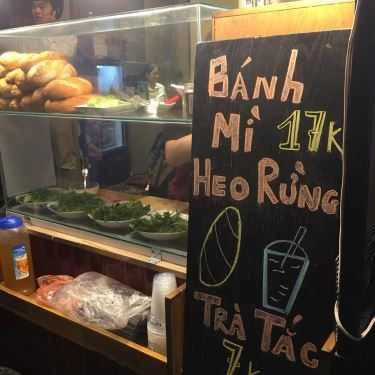 BÁNH
MÌ 17K
HEO RỪNG
TRÀ TẮC
7K